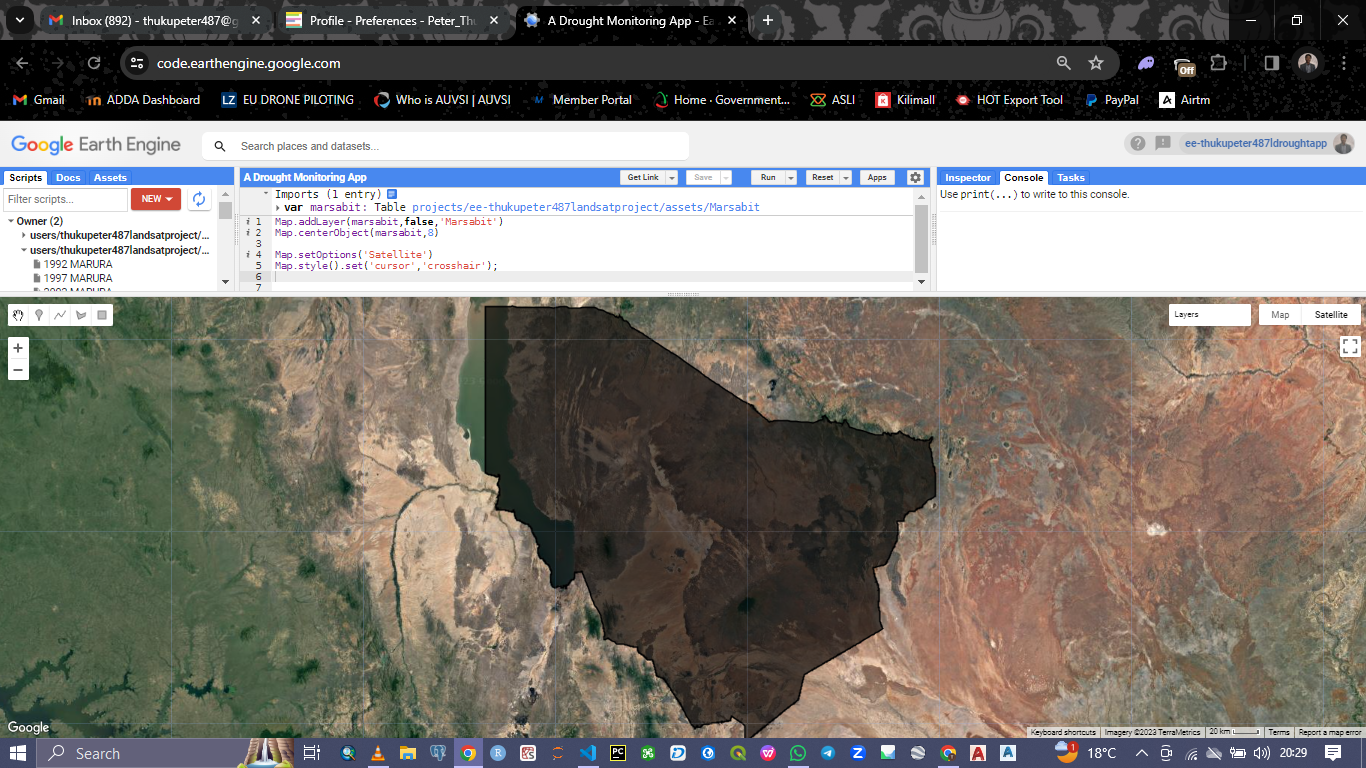 Inbox (892) - thukupeter487@g
Profile - Preferences - Peter_Thu
A Drought Monitoring App - Ea
code.earthengine.google.com
Off
Gmail
ADDA Dashboard
EU DRONE PILOTING
Who is AUVSI | AUVSI
Member Portal
Home · Government...
ASLI
Kilimall
HOT Export Tool
PayPal
Airtm
Google Earth Engine
Search places and datasets...
ee-thukupeter487ldroughtapp
Scripts
Docs
Assets
Filter scripts...
NEW
Owner (2)
users/thukupeter487landsatproject/...
users/thukupeter487landsatproject/...
1992 MARURA
1997 MARURA
A Drought Monitoring App
Get Link
Save
Run
Reset
Apps
Imports (1 entry)
var marsabit: Table projects/ee-thukupeter487landsatproject/assets/Marsabit
i 1 Map.addLayer(marsabit,false,'Marsabit')
i 2 Map.centerObject(marsabit,8)
3
i 4 Map.setOptions('Satellite')
5 Map.style().set('cursor','crosshair');
6
7
Inspector
Console
Tasks
Use print(...) to write to this console.
Layers
Map
Satellite
Google
Keyboard shortcuts
Imagery ©2023 TerraMetrics
20 km
Terms
Report a map error
Search
18°C
20:29